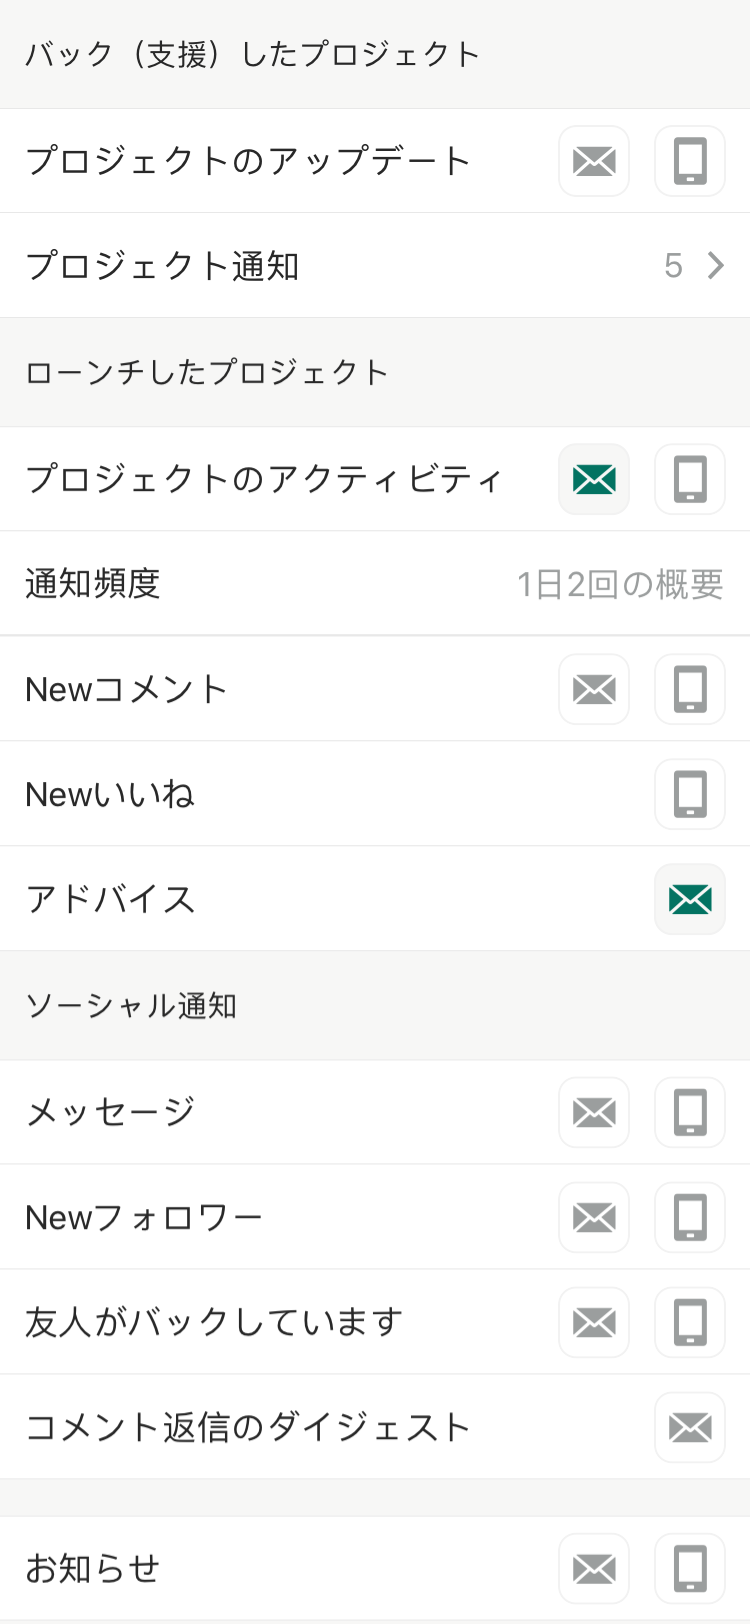 バック（支援）したプロジェクト
プロジェクトのアップデート
プロジェクト通知 5
ローンチしたプロジェクト
プロジェクトのアクティビティ
通知頻度 1日2回の概要
Newコメント
Newいいね
アドバイス
ソーシャル通知
メッセージ
Newフォロワー
友人がバックしています
コメント返信のダイジェスト
お知らせ